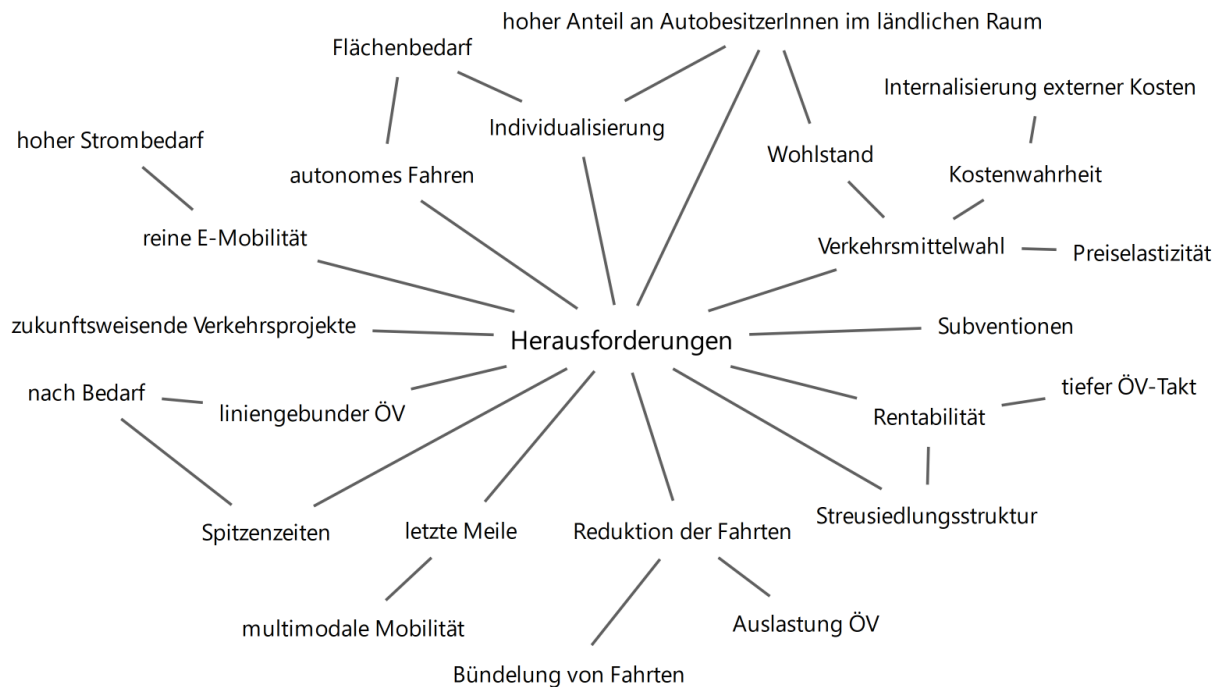 hoher Anteil an AutobesitzerInnen im ländlichen Raum
Flächenbedarf
Internalisierung externer Kosten
Individualisierung
hoher Strombedarf
Wohlstand
autonomes Fahren
Kostenwahrheit
reine E-Mobilität
Verkehrsmittelwahl
Preiselastizität
zukunftsweisende Verkehrsprojekte
Herausforderungen
Subventionen
nach Bedarf
liniengebunder ÖV
tiefer ÖV-Takt
Rentabilität
Spitzenzeiten
letzte Meile
Reduktion der Fahrten
Streusiedlungsstruktur
multimodale Mobilität
Auslastung ÖV
Bündelung von Fahrten